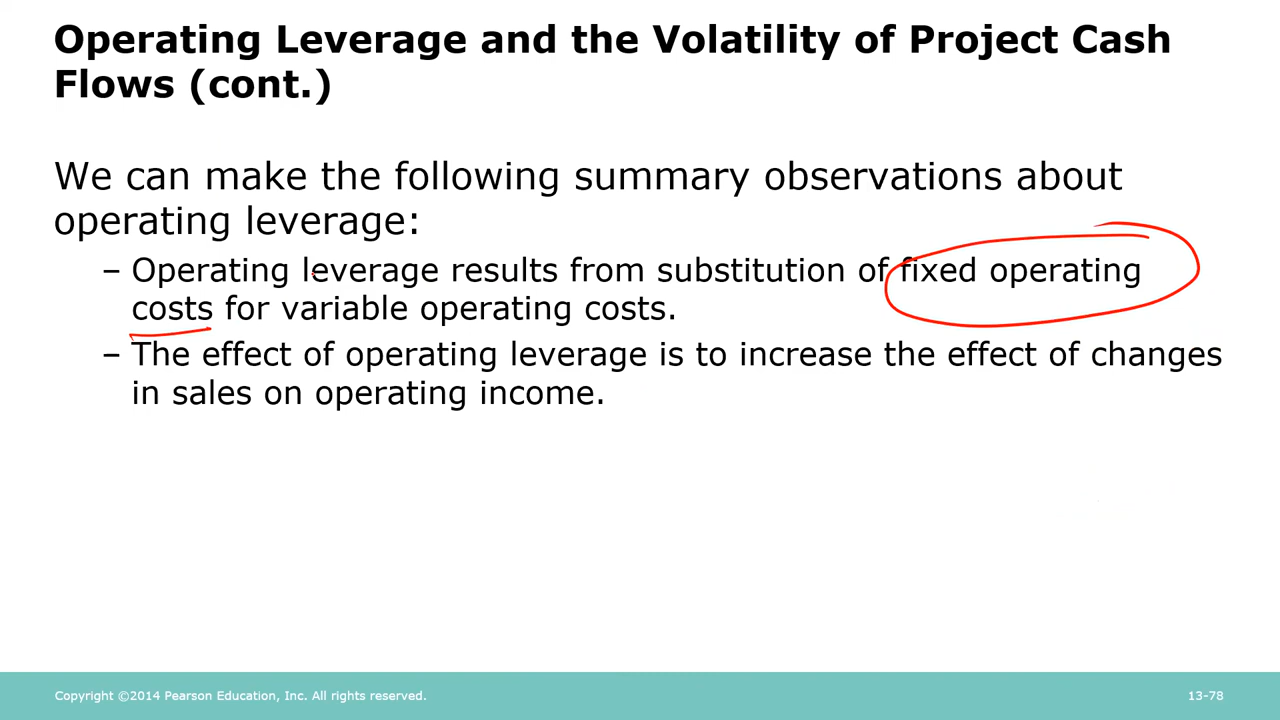 Operating Leverage and the Volatility of Project Cash
Flows (cont.)
We can make the following summary observations about
operating leverage:
– Operating leverage results from substitution of fixed operating
costs for variable operating costs.
– The effect of operating leverage is to increase the effect of changes
in sales on operating income.
Copyright ©2014 Pearson Education, Inc. All rights reserved.
13-78